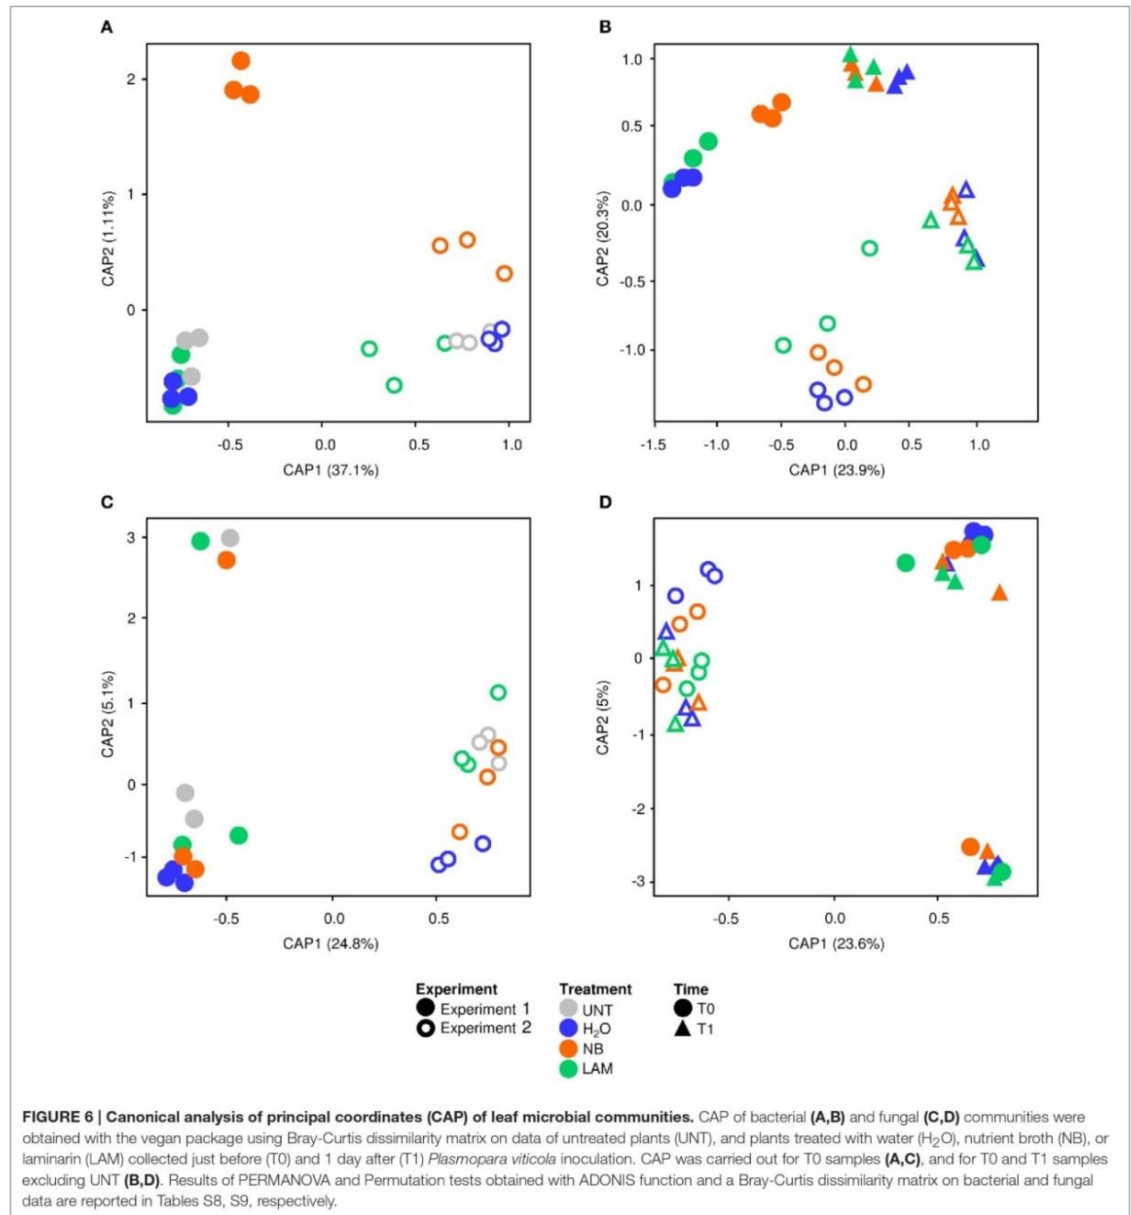 A
2
1
0
CAP2 (1.11%)
-0.5
0.0
0.5
1.0
CAP1 (37.1%)
B
1.0
0.5
0.0
-0.5
-1.0
CAP2 (20.3%)
-1.5
-1.0
-0.5
0.0
0.5
1.0
CAP1 (23.9%)
C
3
2
1
0
-1
CAP2 (5.1%)
-0.5
0.0
0.5
CAP1 (24.8%)
D
1
0
-1
-2
-3
CAP2 (5%)
-0.5
0.0
0.5
CAP1 (23.6%)
Experiment
Experiment 1
Experiment 2
Treatment
UNT
H₂O
NB
LAM
Time
T0
T1
FIGURE 6 | Canonical analysis of principal coordinates (CAP) of leaf microbial communities. CAP of bacterial (A,B) and fungal (C,D) communities were
obtained with the vegan package using Bray-Curtis dissimilarity matrix on data of untreated plants (UNT), and plants treated with water (H₂O), nutrient broth (NB), or
laminarin (LAM) collected just before (T0) and 1 day after (T1) Plasmopara viticola inoculation. CAP was carried out for T0 samples (A,C), and for T0 and T1 samples
excluding UNT (B,D). Results of PERMANOVA and Permutation tests obtained with ADONIS function and a Bray-Curtis dissimilarity matrix on bacterial and fungal
data are reported in Tables S8, S9, respectively.